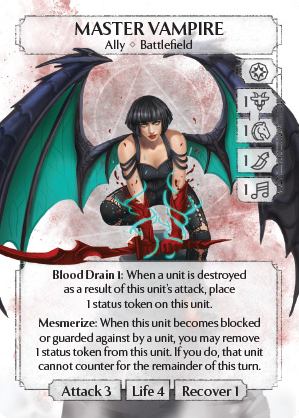 MASTER VAMPIRE
Ally ◇ Battlefield
1
1
1
1
Blood Drain 1: When a unit is destroyed
as a result of this unit's attack, place
1 status token on this unit.
Mesmerize: When this unit becomes blocked
or guarded against by a unit, you may remove
1 status token from this unit. If you do, that unit
cannot counter for the remainder of this turn.
Attack 3
Life 4
Recover 1